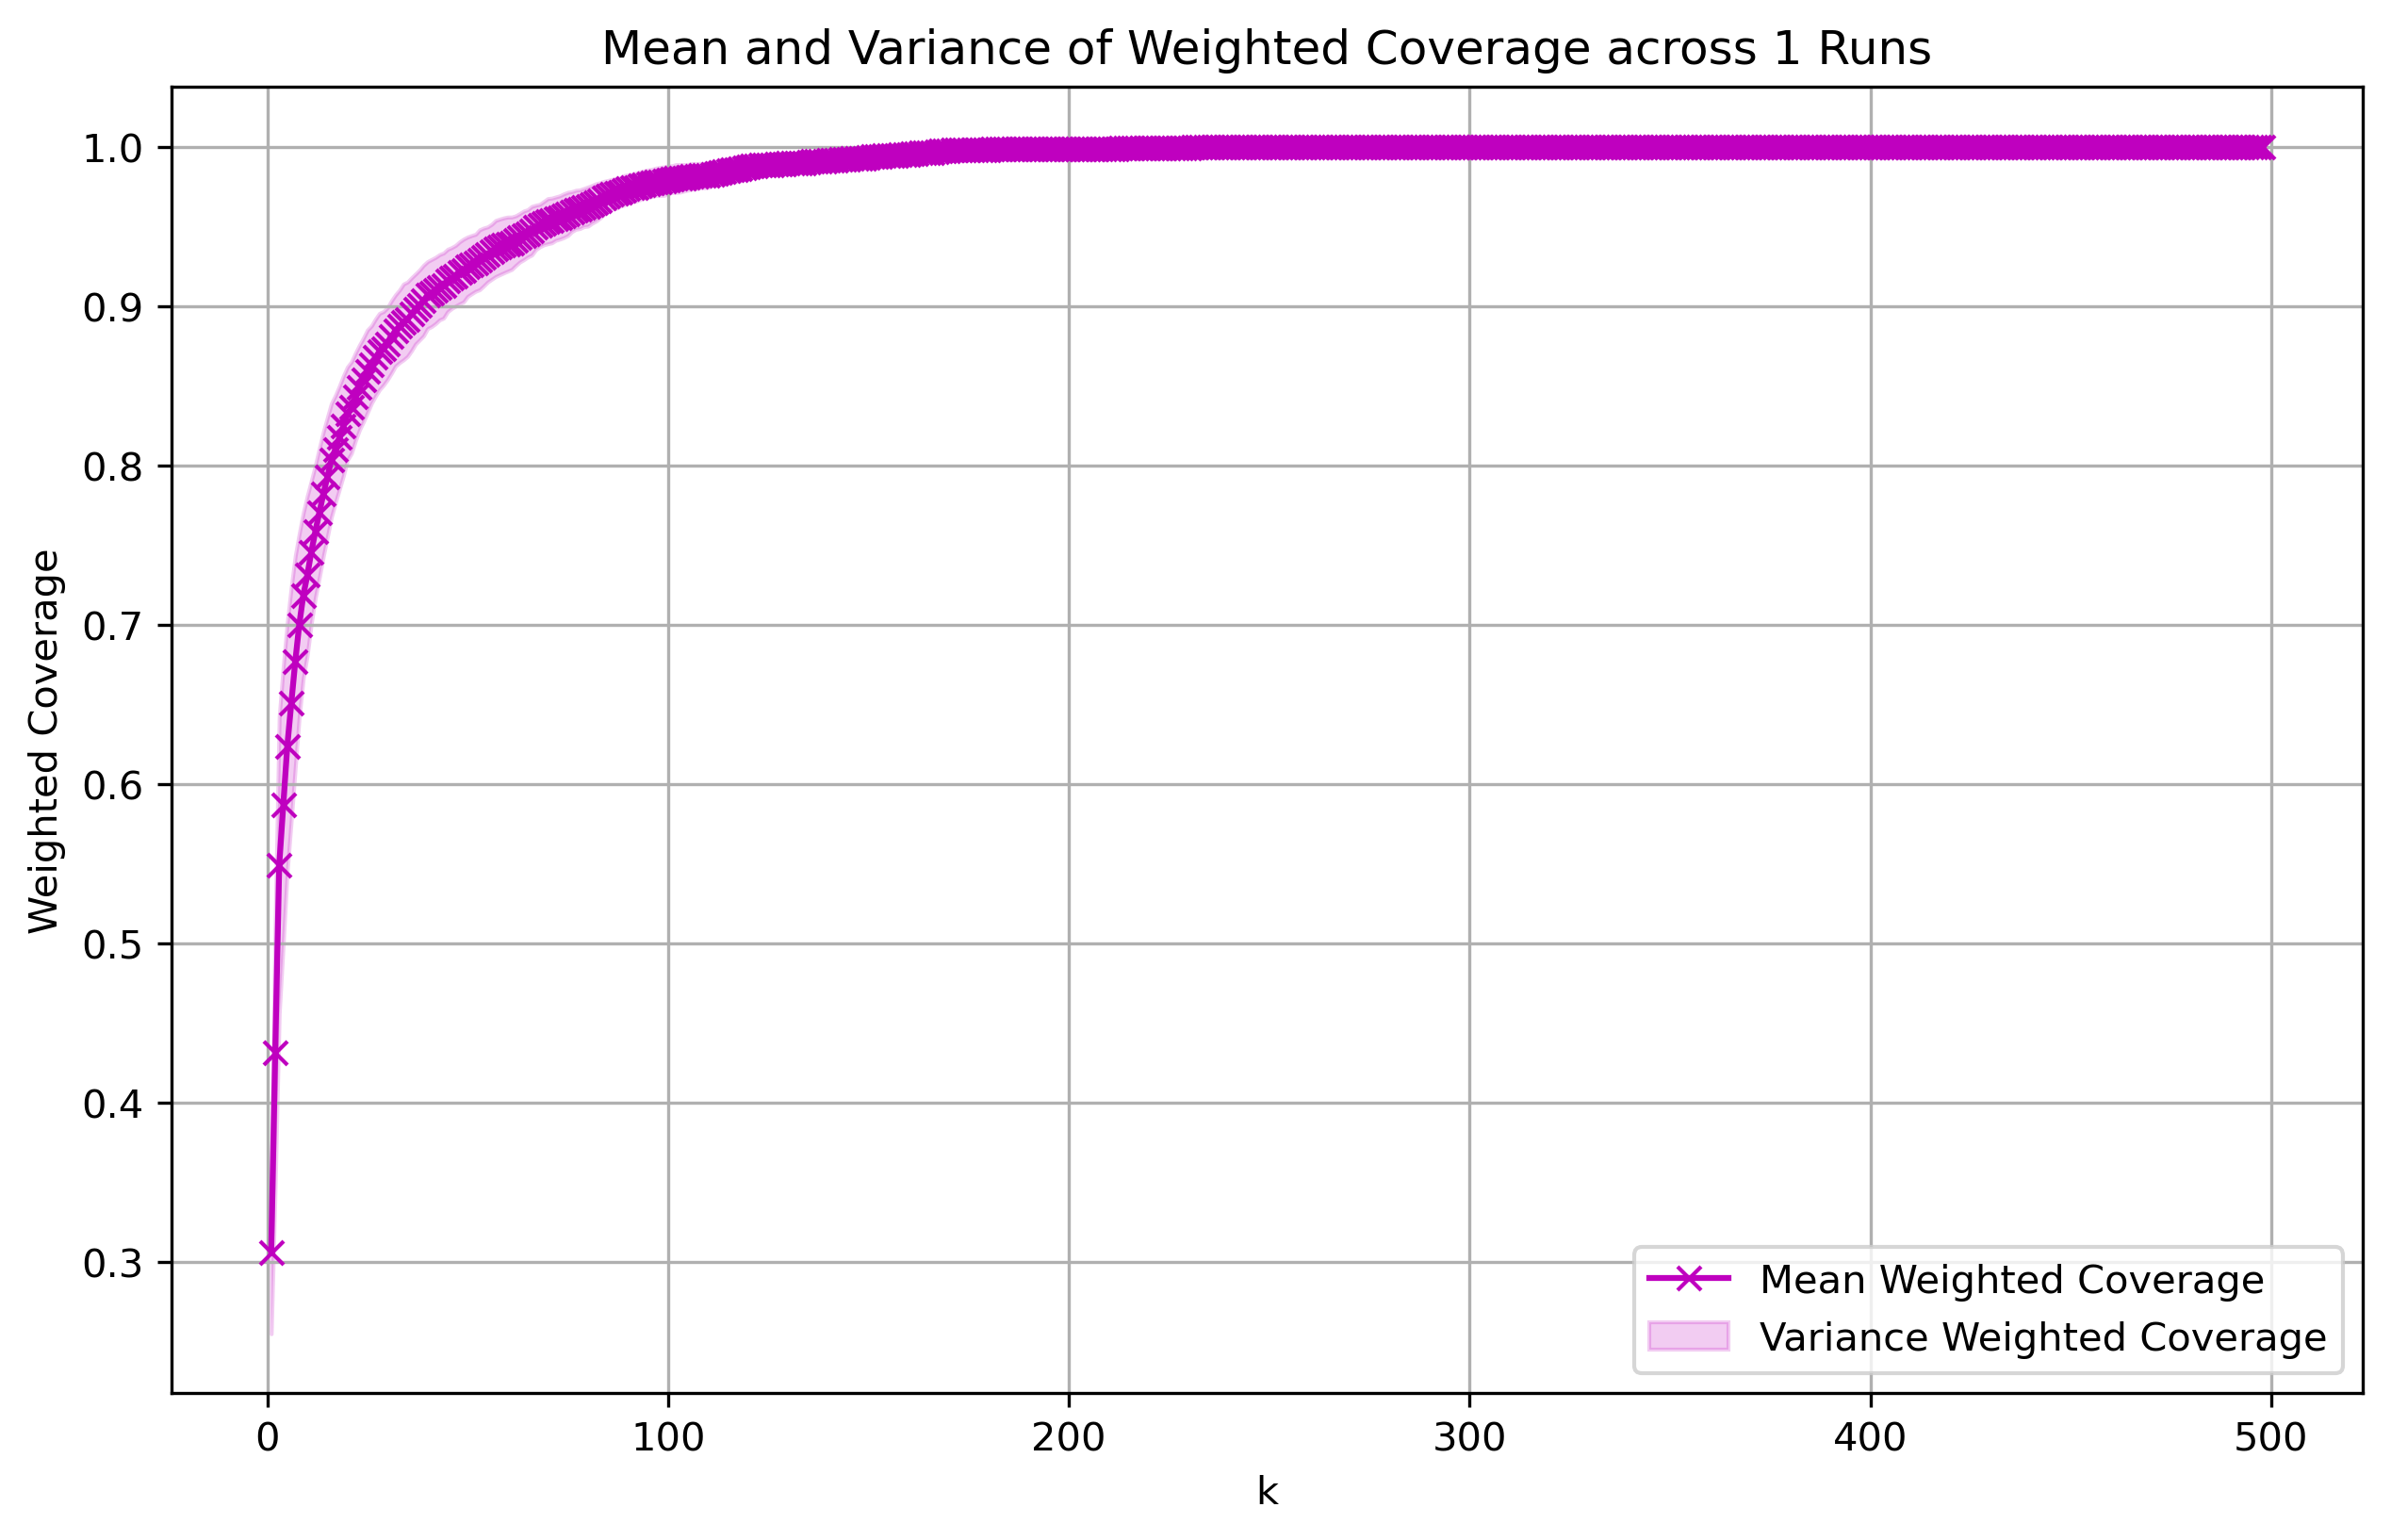 Mean and Variance of Weighted Coverage across 1 Runs
Weighted Coverage
1.0
0.9
0.8
0.7
0.6
0.5
0.4
0.3
Mean Weighted Coverage
Variance Weighted Coverage
0 100 200 300 400 500
k